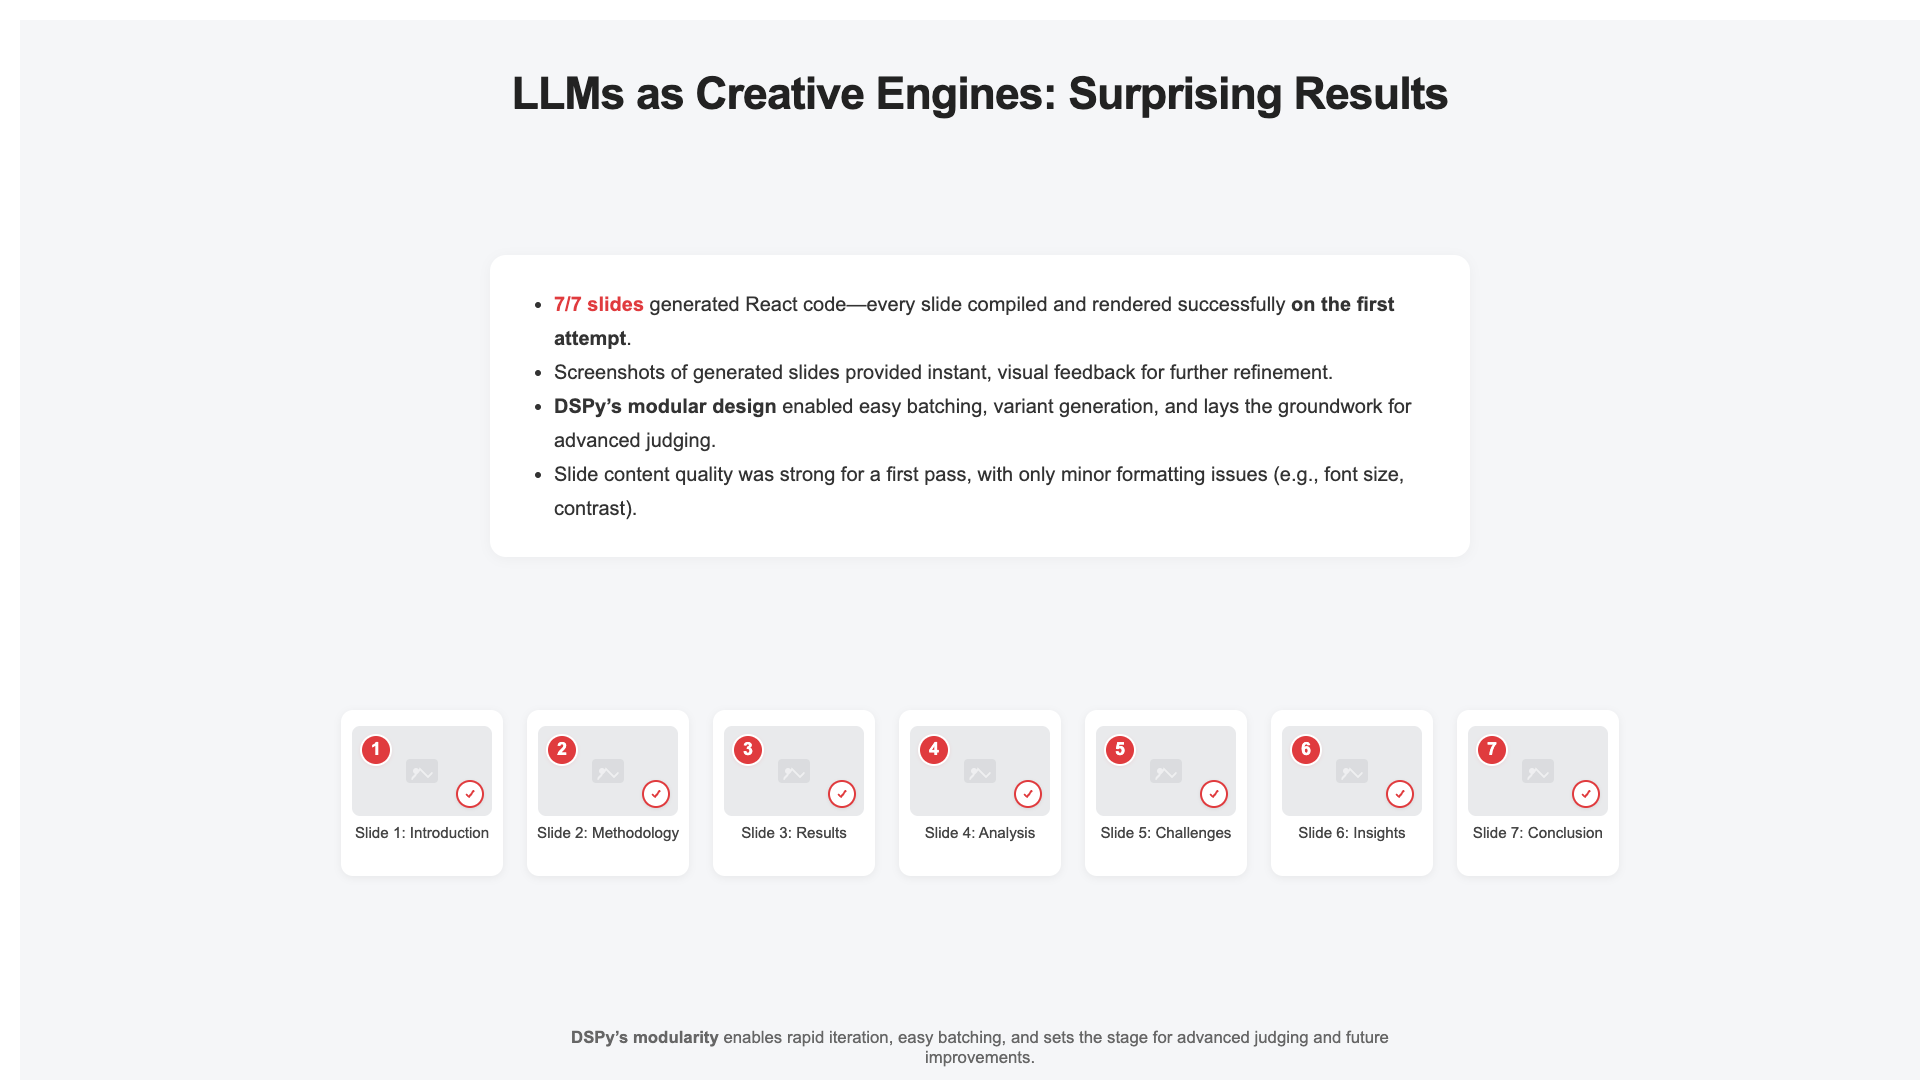 LLMs as Creative Engines: Surprising Results
• 7/7 slides generated React code—every slide compiled and rendered successfully on the first
attempt.
• Screenshots of generated slides provided instant, visual feedback for further refinement.
• DSPy’s modular design enabled easy batching, variant generation, and lays the groundwork for
advanced judging.
• Slide content quality was strong for a first pass, with only minor formatting issues (e.g., font size,
contrast).
1
Slide 1: Introduction
2
Slide 2: Methodology
3
Slide 3: Results
4
Slide 4: Analysis
5
Slide 5: Challenges
6
Slide 6: Insights
7
Slide 7: Conclusion
DSPy’s modularity enables rapid iteration, easy batching, and sets the stage for advanced judging and future
improvements.